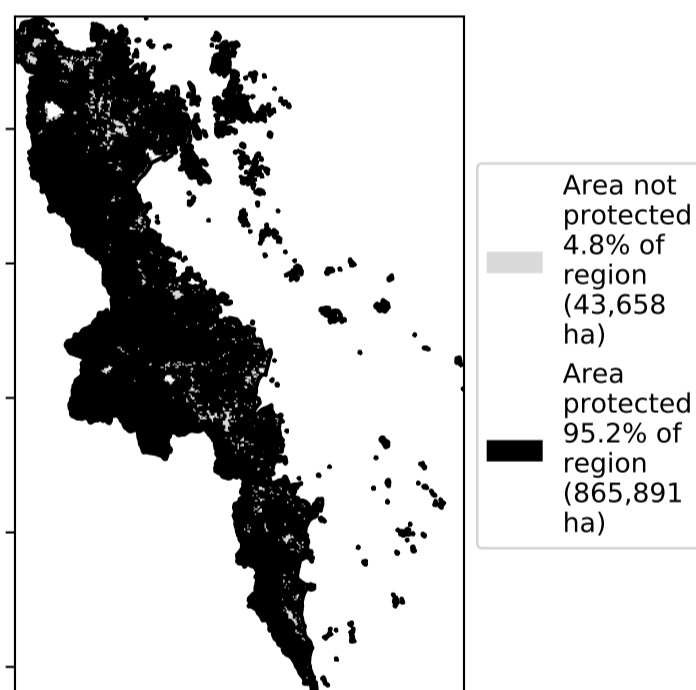 Area not
protected
4.8% of
region
(43,658
ha)
Area
protected
95.2% of
region
(865,891
ha)